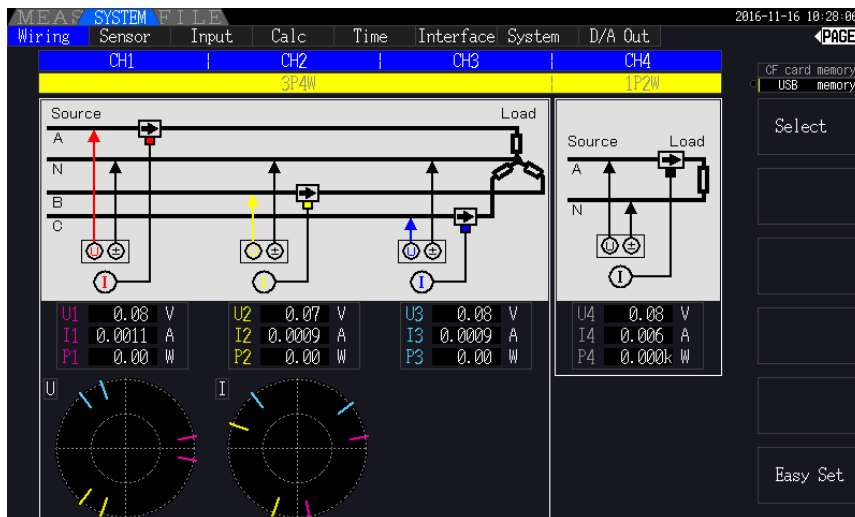 MEAS SYSTEM FILE 2016-11-16 10:28:06
Wiring Sensor Input Calc Time Interface System D/A Out PAGE
CH1 CH2 CH3 CH4
3P4W 1P2W
CF card memory
USB memory
Select
Source Load
A
N
B
C
U ± U ± U ±
I I I
Source Load
A
N
U ±
I
U1 0.08 V U2 0.07 V U3 0.08 V U4 0.08 V
I1 0.0011 A I2 0.0009 A I3 0.0009 A I4 0.006 A
P1 0.00 W P2 0.00 W P3 0.00 W P4 0.000k W
U I
Easy Set